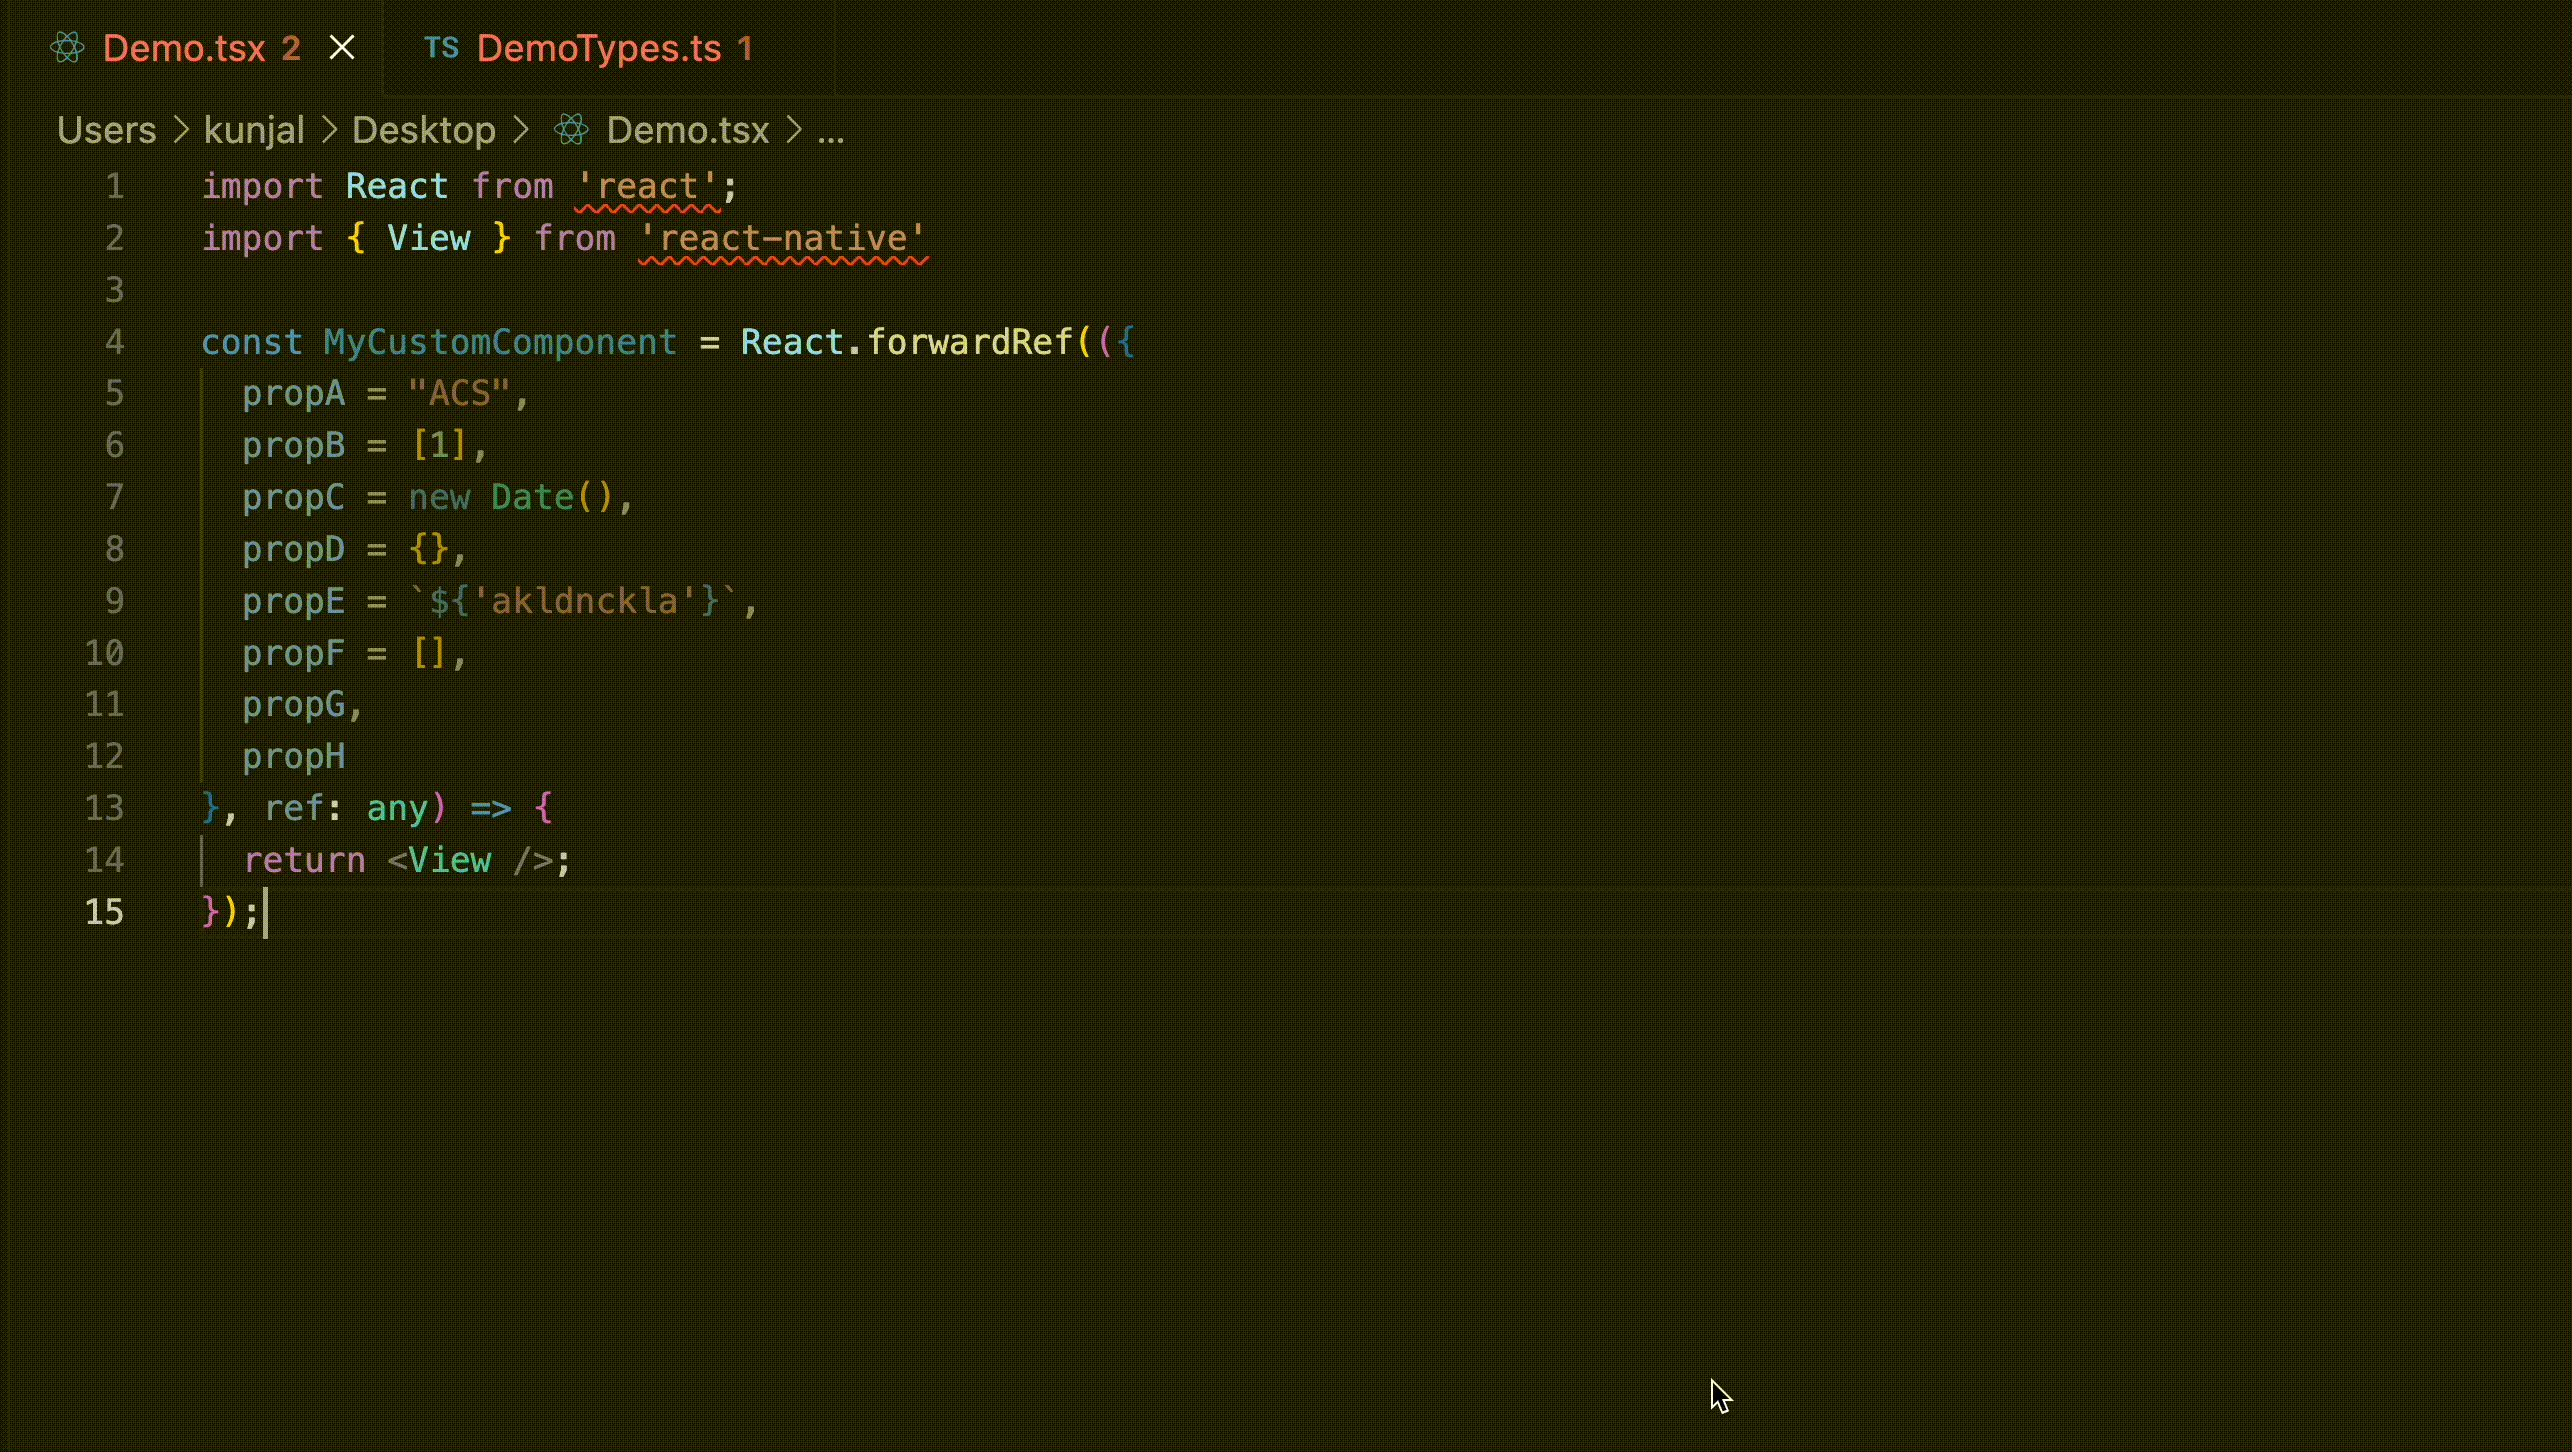 Demo.tsx 2 TS DemoTypes.ts 1
Users > kunjal > Desktop > Demo.tsx > ...
1 import React from 'react';
2 import { View } from 'react-native'
3
4 const MyCustomComponent = React.forwardRef(({
5 propA = "ACS",
6 propB = [1],
7 propC = new Date(),
8 propD = {},
9 propE = `${'akldnckla'}`,
10 propF = [],
11 propG,
12 propH
13 }, ref: any) => {
14 return <View />;
15 });